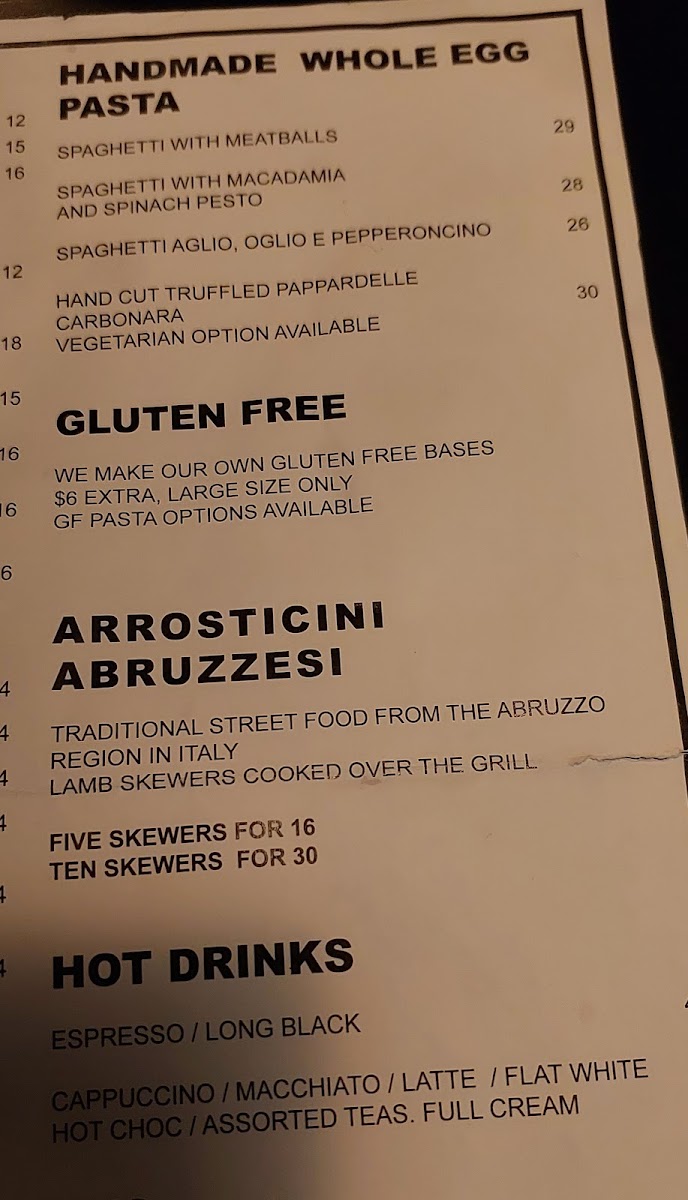 HANDMADE WHOLE EGG
PASTA
SPAGHETTI WITH MEATBALLS 29
SPAGHETTI WITH MACADAMIA
AND SPINACH PESTO 28
SPAGHETTI AGLIO, OGLIO E PEPPERONCINO 26
HAND CUT TRUFFLED PAPPARDELLE
CARBONARA 30
VEGETARIAN OPTION AVAILABLE
GLUTEN FREE
WE MAKE OUR OWN GLUTEN FREE BASES
$6 EXTRA, LARGE SIZE ONLY
GF PASTA OPTIONS AVAILABLE
ARROSTICINI
ABRUZZESI
TRADITIONAL STREET FOOD FROM THE ABRUZZO
REGION IN ITALY
LAMB SKEWERS COOKED OVER THE GRILL
FIVE SKEWERS FOR 16
TEN SKEWERS FOR 30
HOT DRINKS
ESPRESSO / LONG BLACK
CAPPUCCINO / MACCHIATO / LATTE / FLAT WHITE
HOT CHOC / ASSORTED TEAS. FULL CREAM
12
15
16
12
18
15
16
16